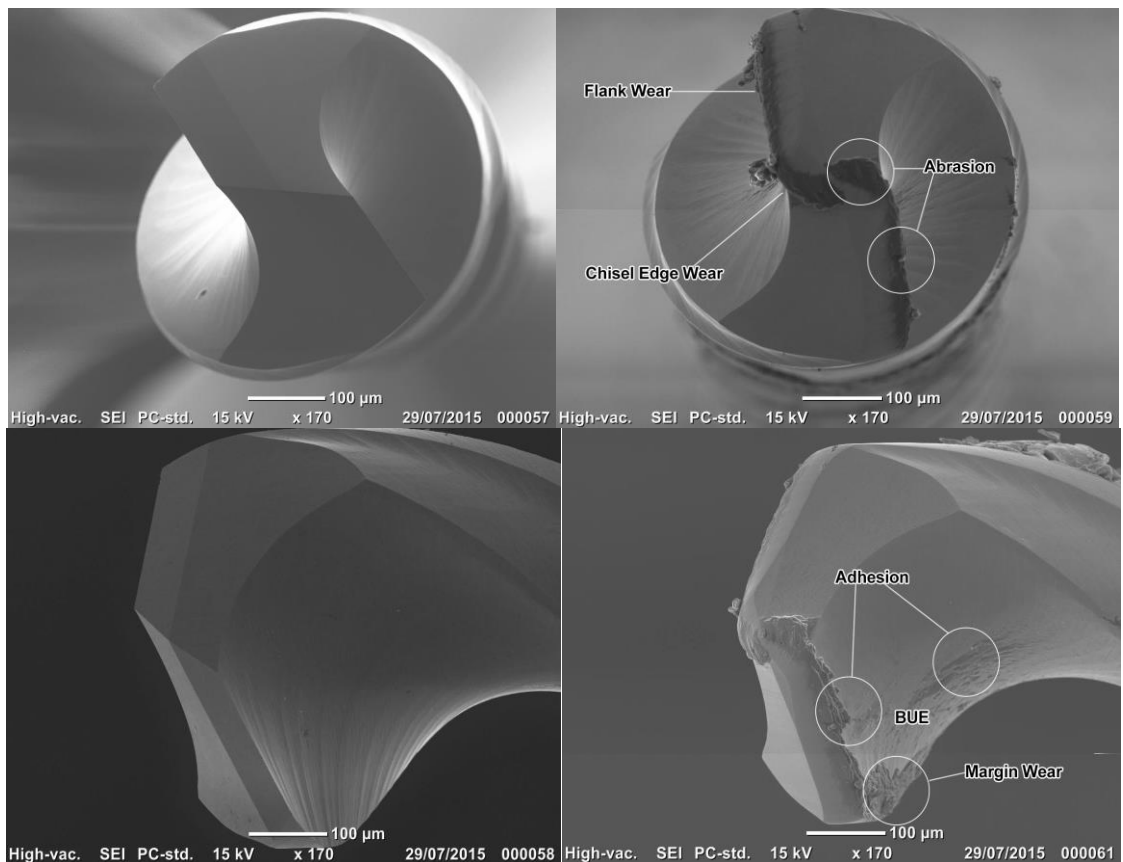 Flank Wear
Abrasion
Chisel Edge Wear
100 µm
High-vac. SEI PC-std. 15 kV x 170 29/07/2015 000057
100 µm
High-vac. SEI PC-std. 15 kV x 170 29/07/2015 000059
Adhesion
BUE
Margin Wear
100 µm
High-vac. SEI PC-std. 15 kV x 170 29/07/2015 000058
100 µm
High-vac. SEI PC-std. 15 kV x 170 29/07/2015 000061